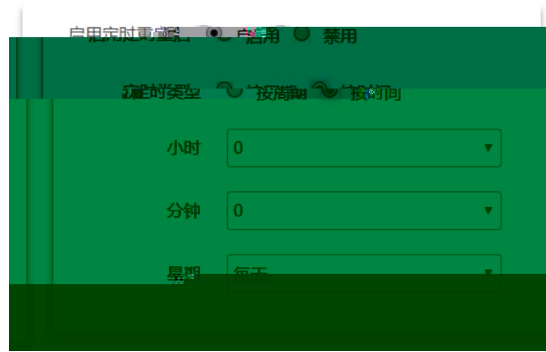 启用定时重启 启用 禁用
定时类型 按周期 按时间
小时 0
分钟 0
星期 每天